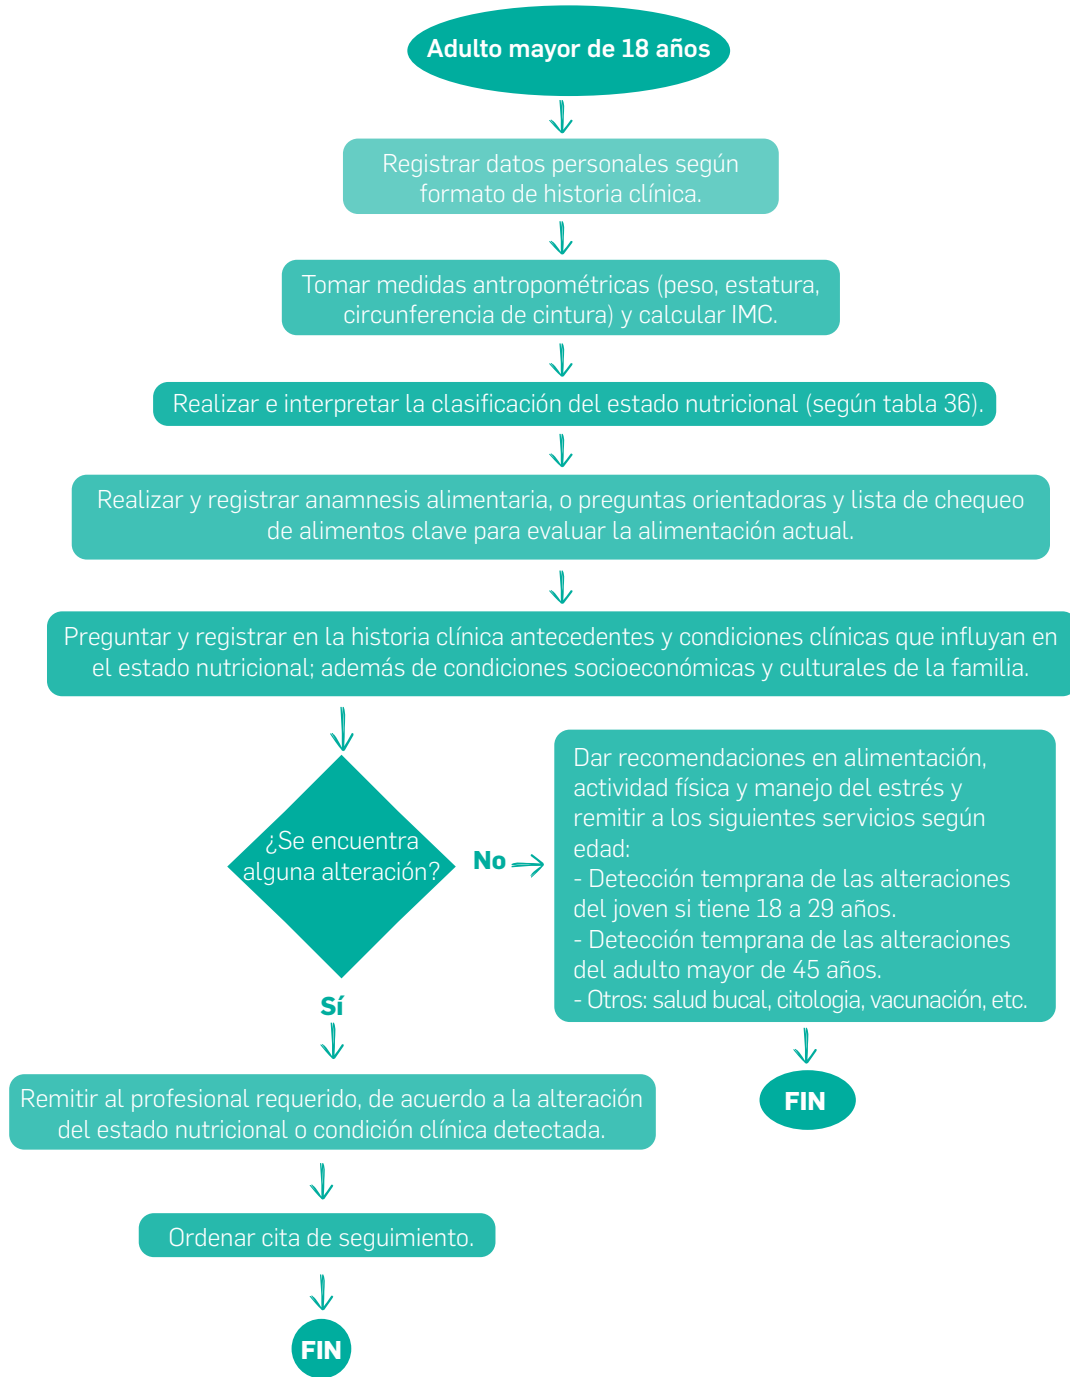 Adulto mayor de 18 años
Registrar datos personales según
formato de historia clínica.
Tomar medidas antropométricas (peso, estatura,
circunferencia de cintura) y calcular IMC.
Realizar e interpretar la clasificación del estado nutricional (según tabla 36).
Realizar y registrar anamnesis alimentaria, o preguntas orientadoras y lista de chequeo
de alimentos clave para evaluar la alimentación actual.
Preguntar y registrar en la historia clínica antecedentes y condiciones clínicas que influyan en
el estado nutricional; además de condiciones socioeconómicas y culturales de la familia.
¿Se encuentra
alguna alteración?
No
Dar recomendaciones en alimentación,
actividad física y manejo del estrés y
remitir a los siguientes servicios según
edad:
- Detección temprana de las alteraciones
del joven si tiene 18 a 29 años.
- Detección temprana de las alteraciones
del adulto mayor de 45 años.
- Otros: salud bucal, citologia, vacunación, etc.
FIN
Sí
Remitir al profesional requerido, de acuerdo a la alteración
del estado nutricional o condición clínica detectada.
Ordenar cita de seguimiento.
FIN